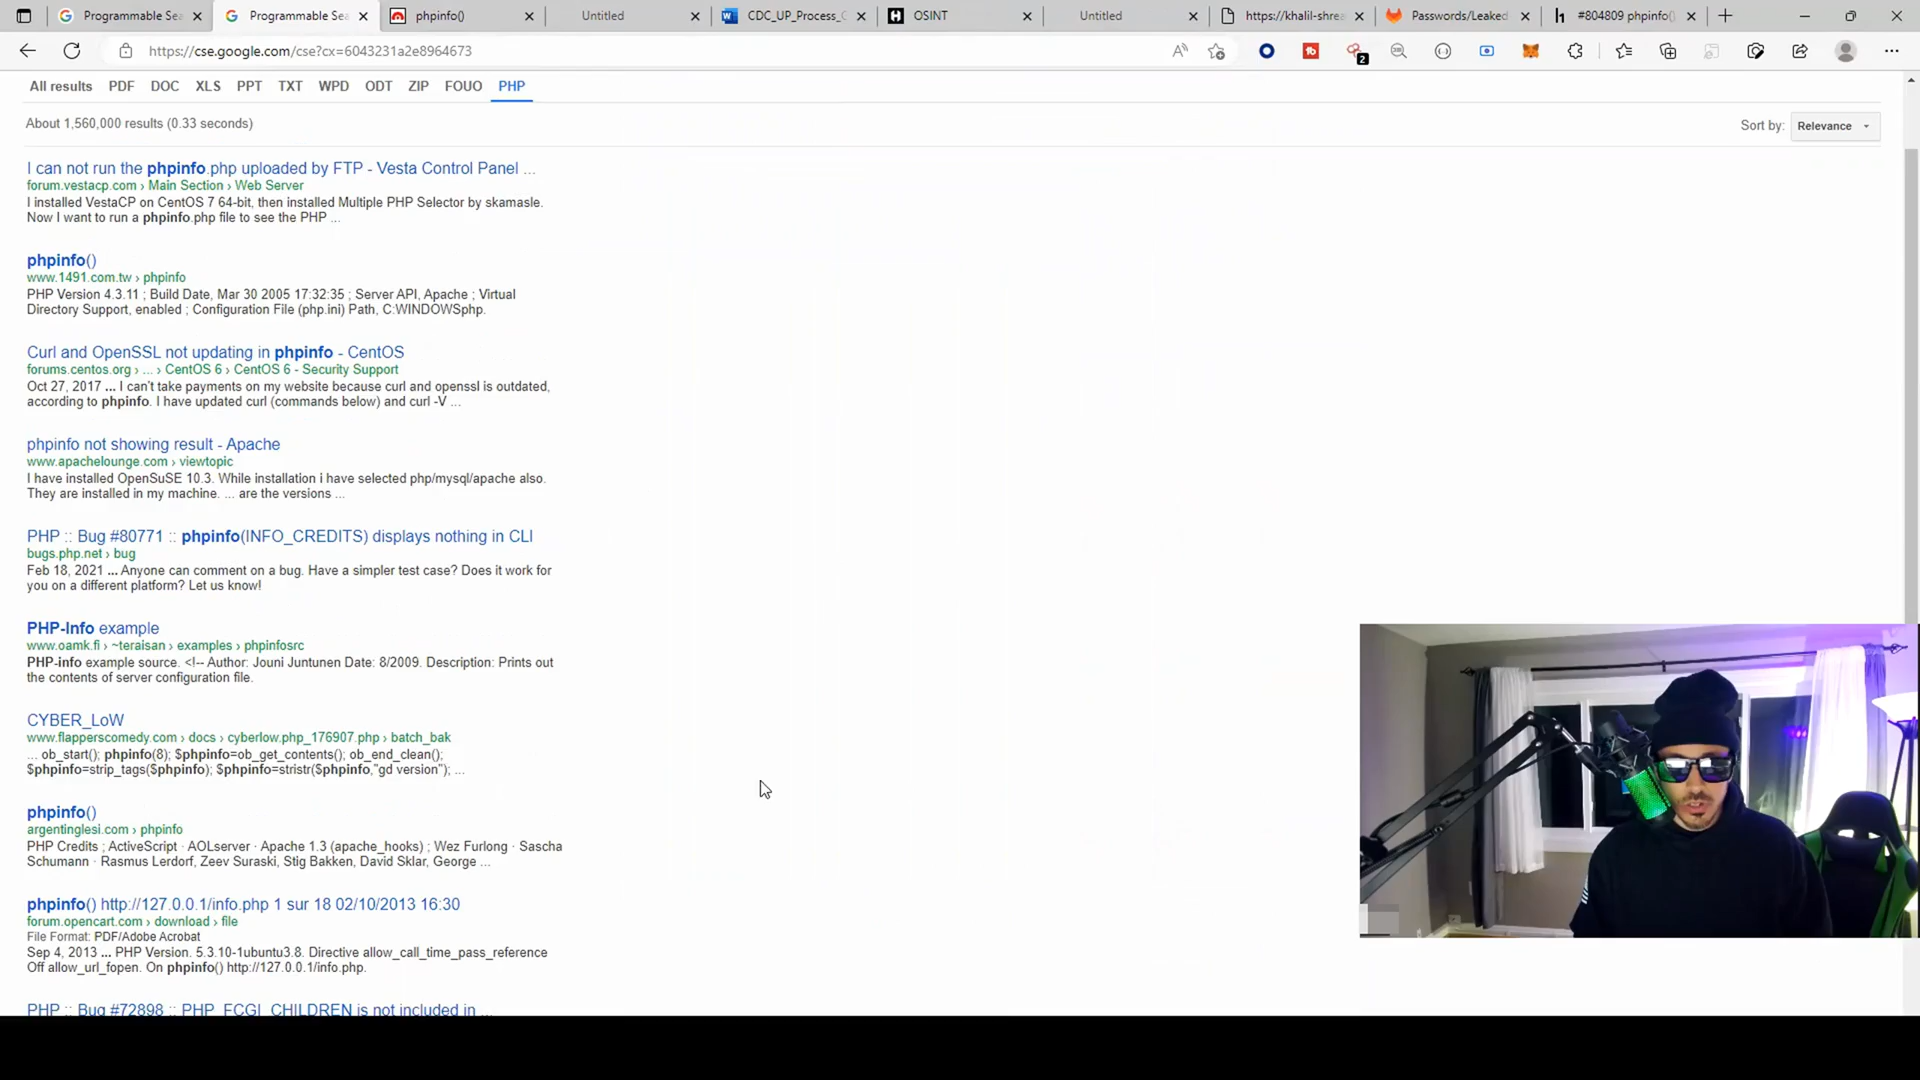 Programmable Sea
Programmable Sea
phpinfo()
Untitled
CDC_UP_Process_G
OSINT
Untitled
https://khalil-shrea
Passwords/Leaked
#804809 phpinfo()
https://cse.google.com/cse?cx=6043231a2e8964673
2
All results PDF DOC XLS PPT TXT WPD ODT ZIP FOUO PHP
About 1,560,000 results (0.33 seconds)
Sort by: Relevance
I can not run the phpinfo.php uploaded by FTP - Vesta Control Panel ...
forum.vestacp.com › Main Section › Web Server
I installed VestaCP on CentOS 7 64-bit, then installed Multiple PHP Selector by skamasle.
Now I want to run a phpinfo.php file to see the PHP ...
phpinfo()
www.1491.com.tw › phpinfo
PHP Version 4.3.11 ; Build Date, Mar 30 2005 17:32:35 ; Server API, Apache ; Virtual
Directory Support, enabled ; Configuration File (php.ini) Path, C:WINDOWSphp.
Curl and OpenSSL not updating in phpinfo - CentOS
forums.centos.org › ... › CentOS 6 › CentOS 6 - Security Support
Oct 27, 2017 ... I can't take payments on my website because curl and openssl is outdated,
according to phpinfo. I have updated curl (commands below) and curl -V ...
phpinfo not showing result - Apache
www.apachelounge.com › viewtopic
I have installed OpenSuSE 10.3. While installation i have selected php/mysql/apache also.
They are installed in my machine. ... are the versions ...
PHP :: Bug #80771 :: phpinfo(INFO_CREDITS) displays nothing in CLI
bugs.php.net › bug
Feb 18, 2021 ... Anyone can comment on a bug. Have a simpler test case? Does it work for
you on a different platform? Let us know!
PHP-Info example
www.oamk.fi › ~teraisan › examples › phpinfosrc
PHP-info example source. <!-- Author: Jouni Juntunen Date: 8/2009. Description: Prints out
the contents of server configuration file.
CYBER_LoW
www.flapperscomedy.com › docs › cyberlow.php_176907.php › batch_bak
... ob_start(); phpinfo(8); $phpinfo=ob_get_contents(); ob_end_clean();
$phpinfo=strip_tags($phpinfo); $phpinfo=stristr($phpinfo,"gd version"); ...
phpinfo()
argentinglesi.com › phpinfo
PHP Credits ; ActiveScript · AOLserver · Apache 1.3 (apache_hooks) ; Wez Furlong · Sascha
Schumann · Rasmus Lerdorf, Zeev Suraski, Stig Bakken, David Sklar, George ...
phpinfo() http://127.0.0.1/info.php 1 sur 18 02/10/2013 16:30
forum.opencart.com › download › file
File Format: PDF/Adobe Acrobat
Sep 4, 2013 ... PHP Version. 5.3.10-1ubuntu3.8. Directive allow_call_time_pass_reference
Off allow_url_fopen. On phpinfo() http://127.0.0.1/info.php.
PHP :: Bug #72898 :: PHP_FCGI_CHILDREN is not included in ...